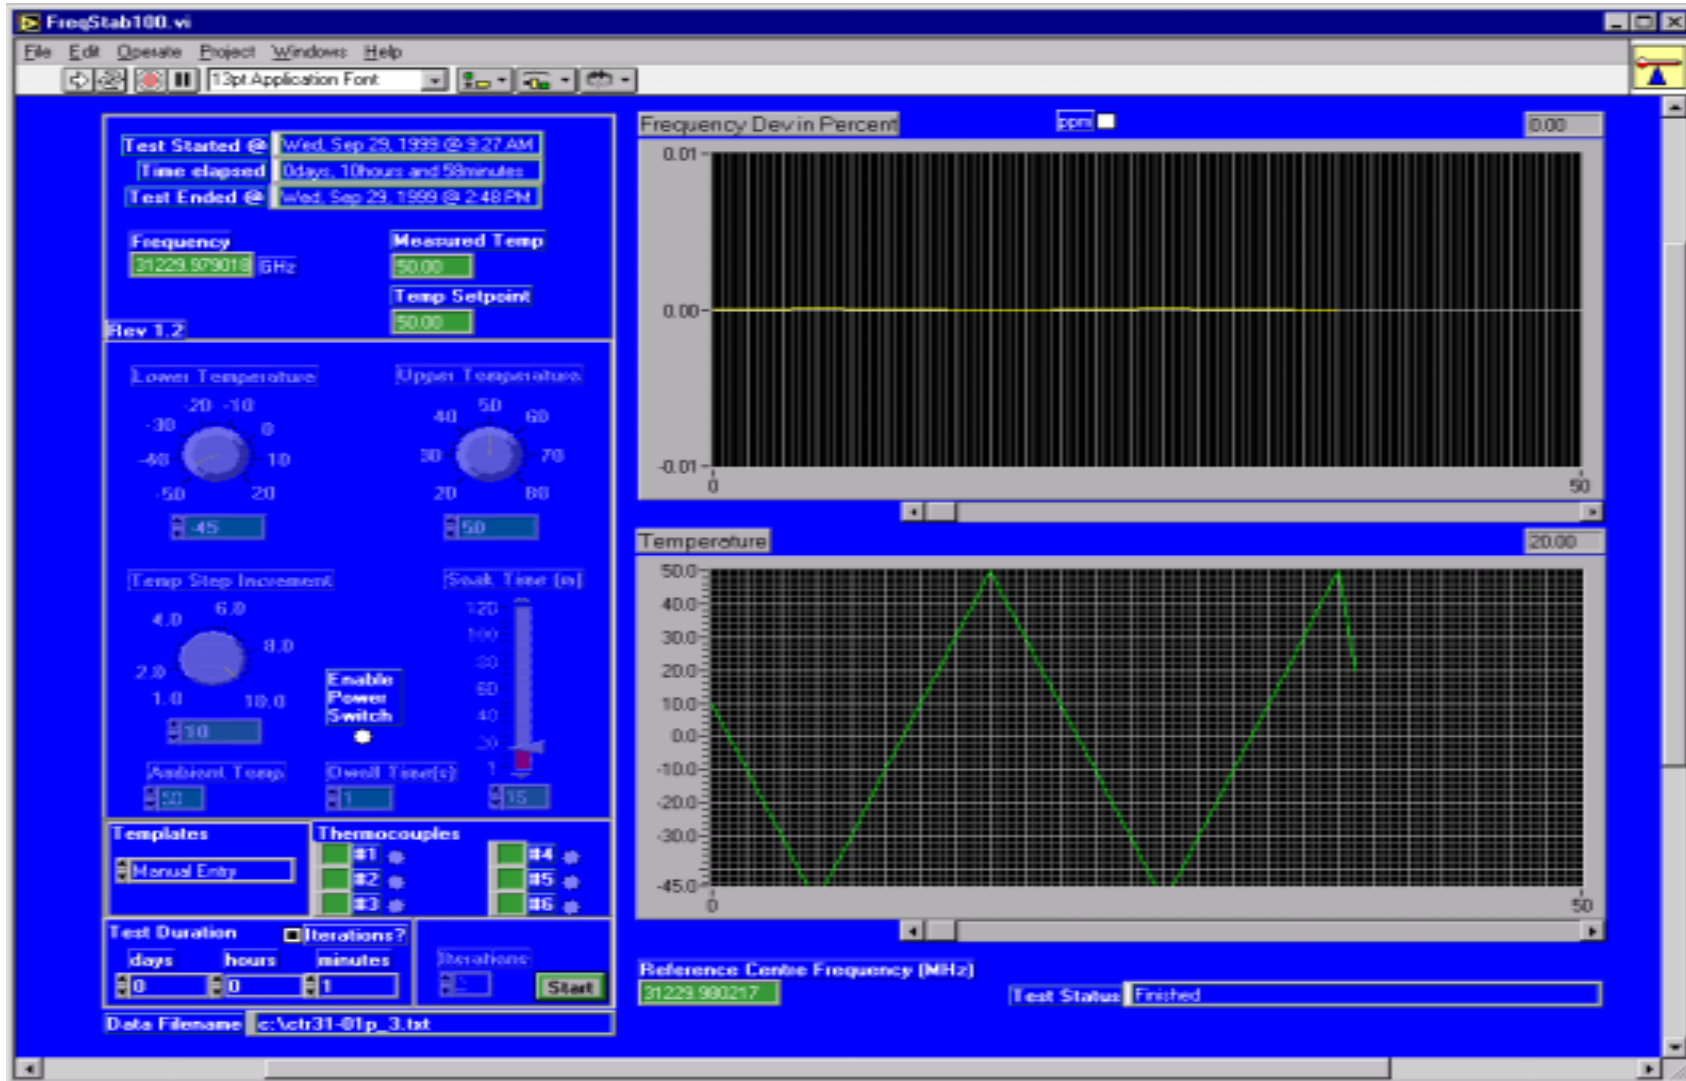 FreqStab100.vi
File Edit Operate Project Windows Help
13pt Application Font
Test Started @ Wed, Sep 29, 1999 @ 9:27 AM
Time elapsed 0days, 10hours and 58minutes
Test Ended @ Wed, Sep 29, 1999 @ 2:48 PM
Frequency
31229.979018 GHz
Measured Temp
50.00
Temp Setpoint
50.00
Rev 1.2
Lower Temperature
-50 -40 -30 -20 -10 0 10 20
-45
Upper Temperature
20 30 40 50 60 70 80
50
Temp Step Increment
1.0 2.0 4.0 6.0 8.0 10.0
10
Enable
Power
Switch
Soak Time (m)
120
100
80
60
40
20
1
15
Ambient Temp
50
Dwell Time(s)
1
Templates
Manual Entry
Thermocouples
#1 #4
#2 #5
#3 #6
Test Duration Iterations?
days hours minutes
0 0 1
Iterations
Start
Data Filename c:\ctr31-01p_3.txt
Frequency Dev in Percent ppm 0.00
0.01
0.00
-0.01
0 50
Temperature 20.00
50.0
40.0
30.0
20.0
10.0
0.0
-10.0
-20.0
-30.0
-45.0
0 50
Reference Centre Frequency (MHz)
31229.980217
Test Status Finished